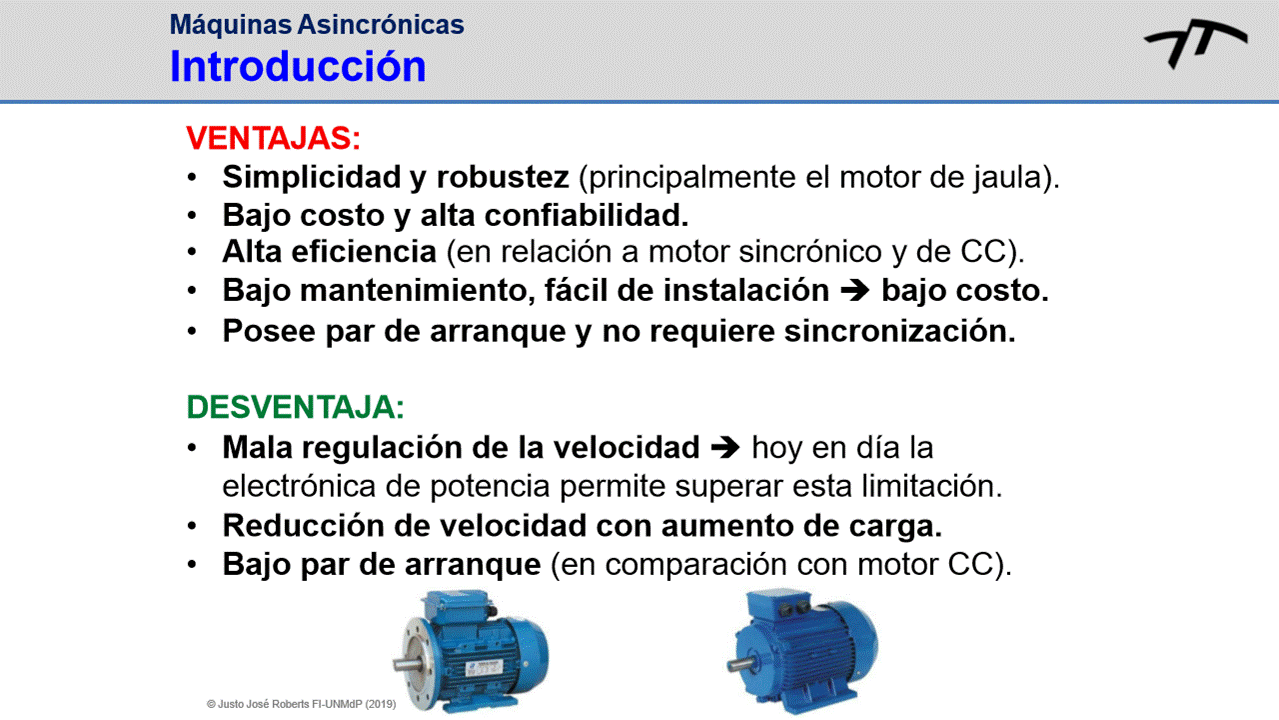 Máquinas Asincrónicas
Introducción
VENTAJAS:
• Simplicidad y robustez (principalmente el motor de jaula).
• Bajo costo y alta confiabilidad.
• Alta eficiencia (en relación a motor sincrónico y de CC).
• Bajo mantenimiento, fácil de instalación ➔ bajo costo.
• Posee par de arranque y no requiere sincronización.
DESVENTAJA:
• Mala regulación de la velocidad ➔ hoy en día la
electrónica de potencia permite superar esta limitación.
• Reducción de velocidad con aumento de carga.
• Bajo par de arranque (en comparación con motor CC).
© Justo José Roberts FI-UNMdP (2019)